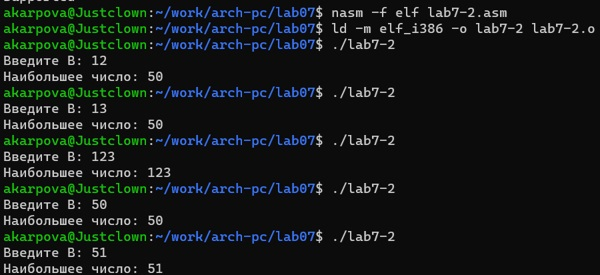 akarpova@Justclown:~/work/arch-pc/lab07$ nasm -f elf lab7-2.asm
akarpova@Justclown:~/work/arch-pc/lab07$ ld -m elf_i386 -o lab7-2 lab7-2.o
akarpova@Justclown:~/work/arch-pc/lab07$ ./lab7-2
Введите B: 12
Наибольшее число: 50
akarpova@Justclown:~/work/arch-pc/lab07$ ./lab7-2
Введите B: 13
Наибольшее число: 50
akarpova@Justclown:~/work/arch-pc/lab07$ ./lab7-2
Введите B: 123
Наибольшее число: 123
akarpova@Justclown:~/work/arch-pc/lab07$ ./lab7-2
Введите B: 50
Наибольшее число: 50
akarpova@Justclown:~/work/arch-pc/lab07$ ./lab7-2
Введите B: 51
Наибольшее число: 51